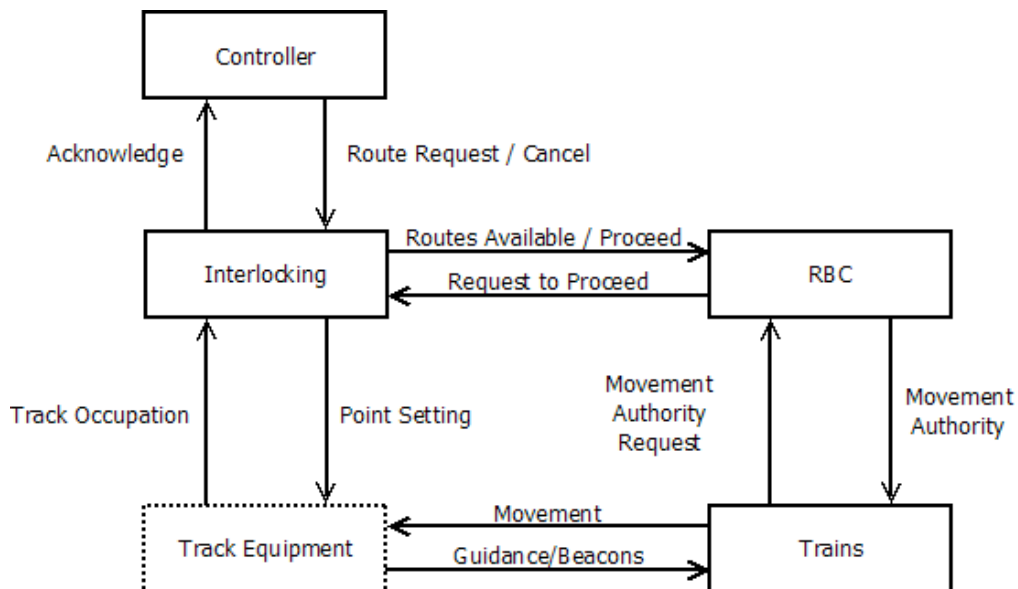 Controller
Acknowledge
Route Request / Cancel
Routes Available / Proceed
Interlocking
Request to Proceed
RBC
Track Occupation
Point Setting
Movement
Authority
Request
Movement
Authority
Movement
Track Equipment
Guidance/Beacons
Trains